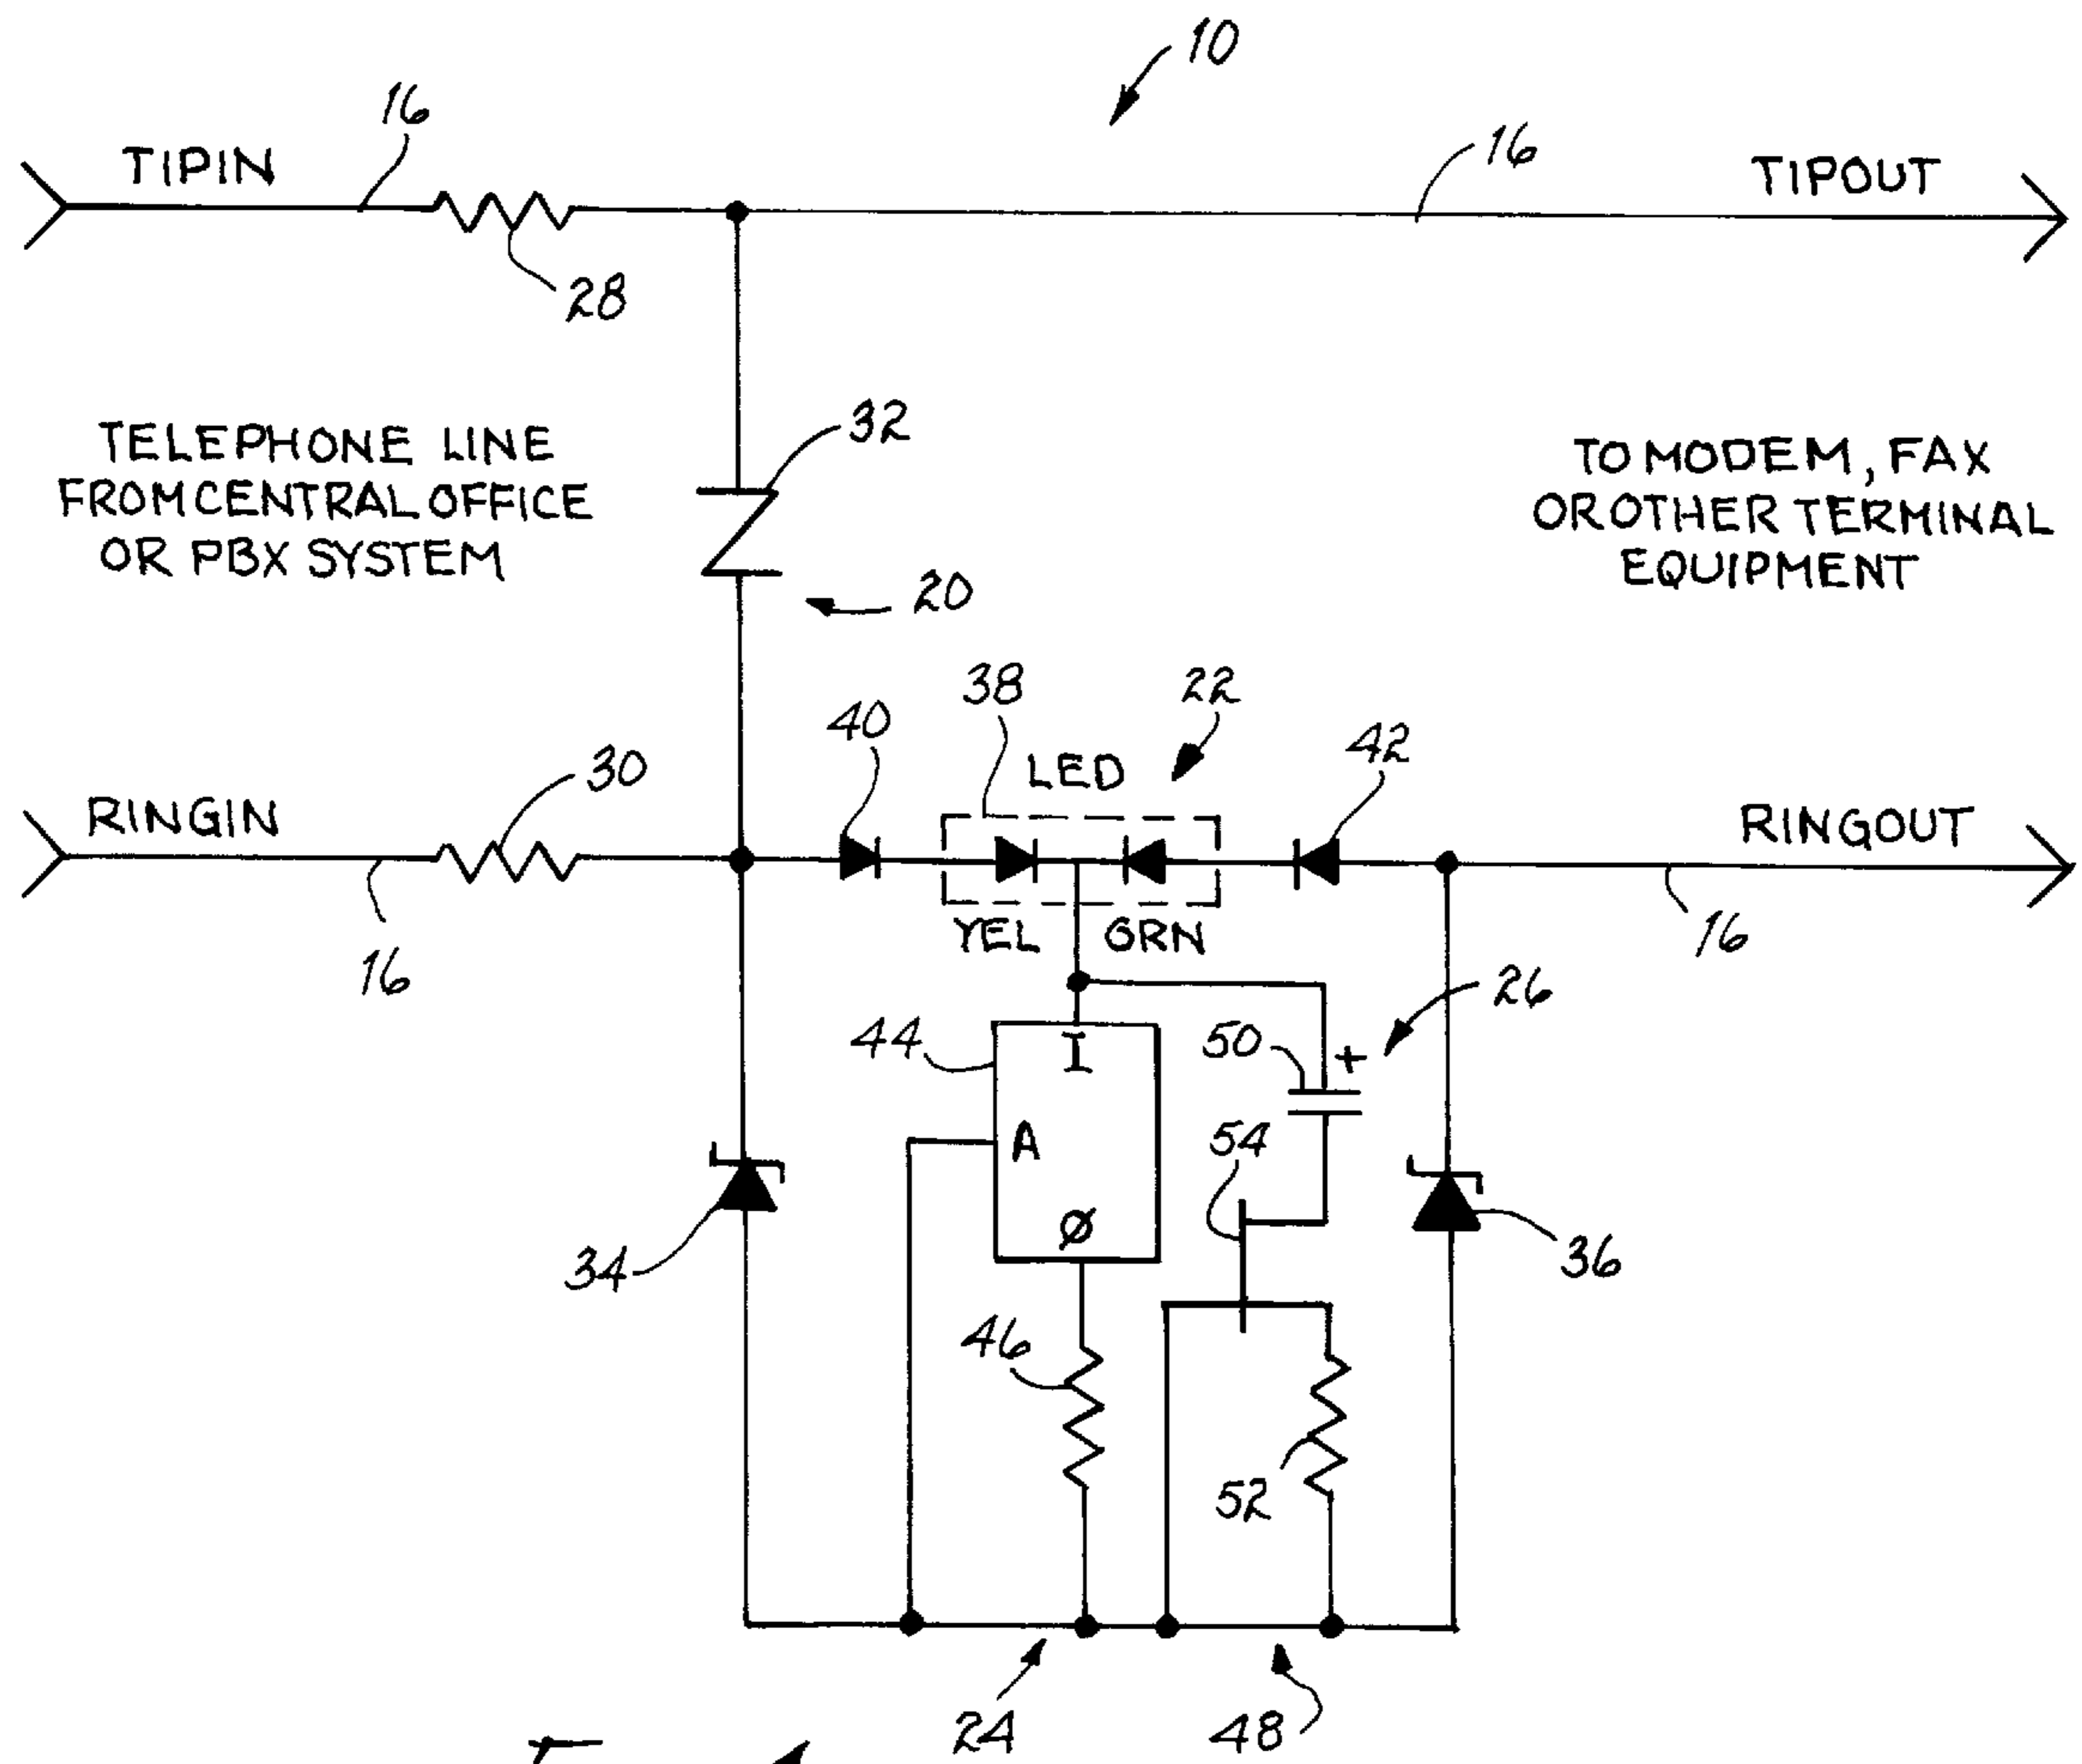 10
16
TIPIN
16
TIPOUT
28
32
TELEPHONE LINE
FROM CENTRAL OFFICE
OR PBX SYSTEM
TO MODEM, FAX
OR OTHER TERMINAL
EQUIPMENT
20
38
22
40
42
LED
30
RINGIN
RINGOUT
YEL
GRN
16
16
26
44
I
50
+
A
54
Ø
34
36
46
52
24
48